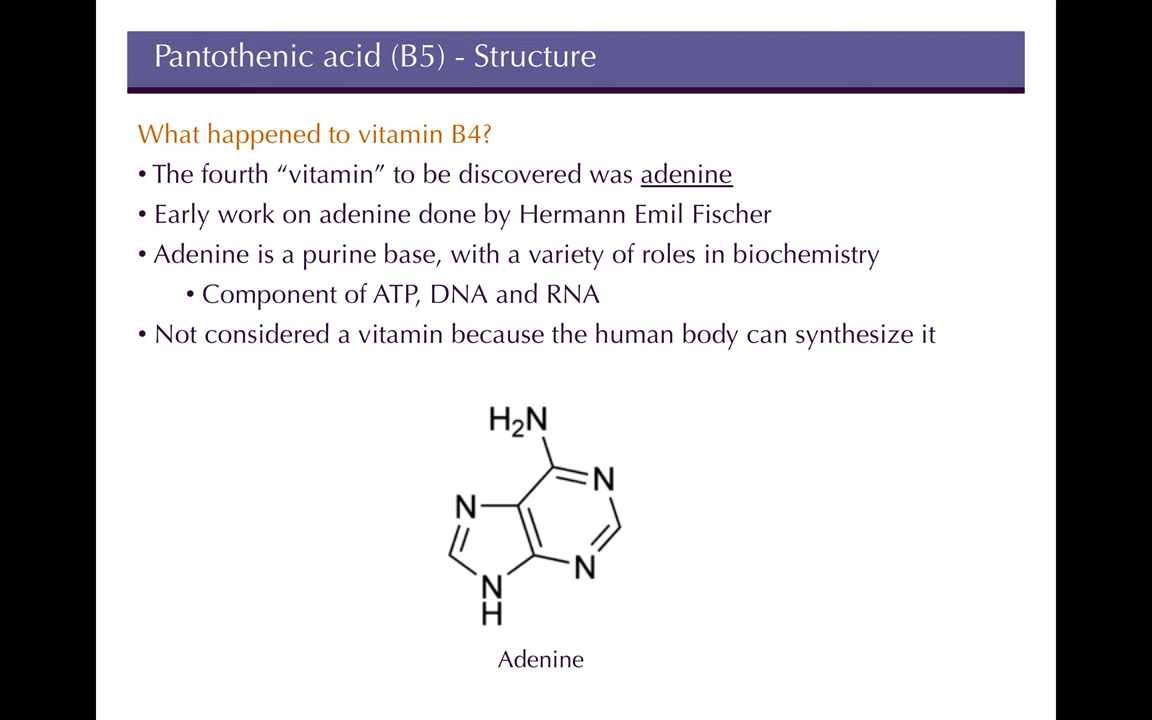 Pantothenic acid (B5) - Structure
What happened to vitamin B4?
• The fourth “vitamin” to be discovered was adenine
• Early work on adenine done by Hermann Emil Fischer
• Adenine is a purine base, with a variety of roles in biochemistry
• Component of ATP, DNA and RNA
• Not considered a vitamin because the human body can synthesize it
H₂N
N
N
N
N
H
Adenine